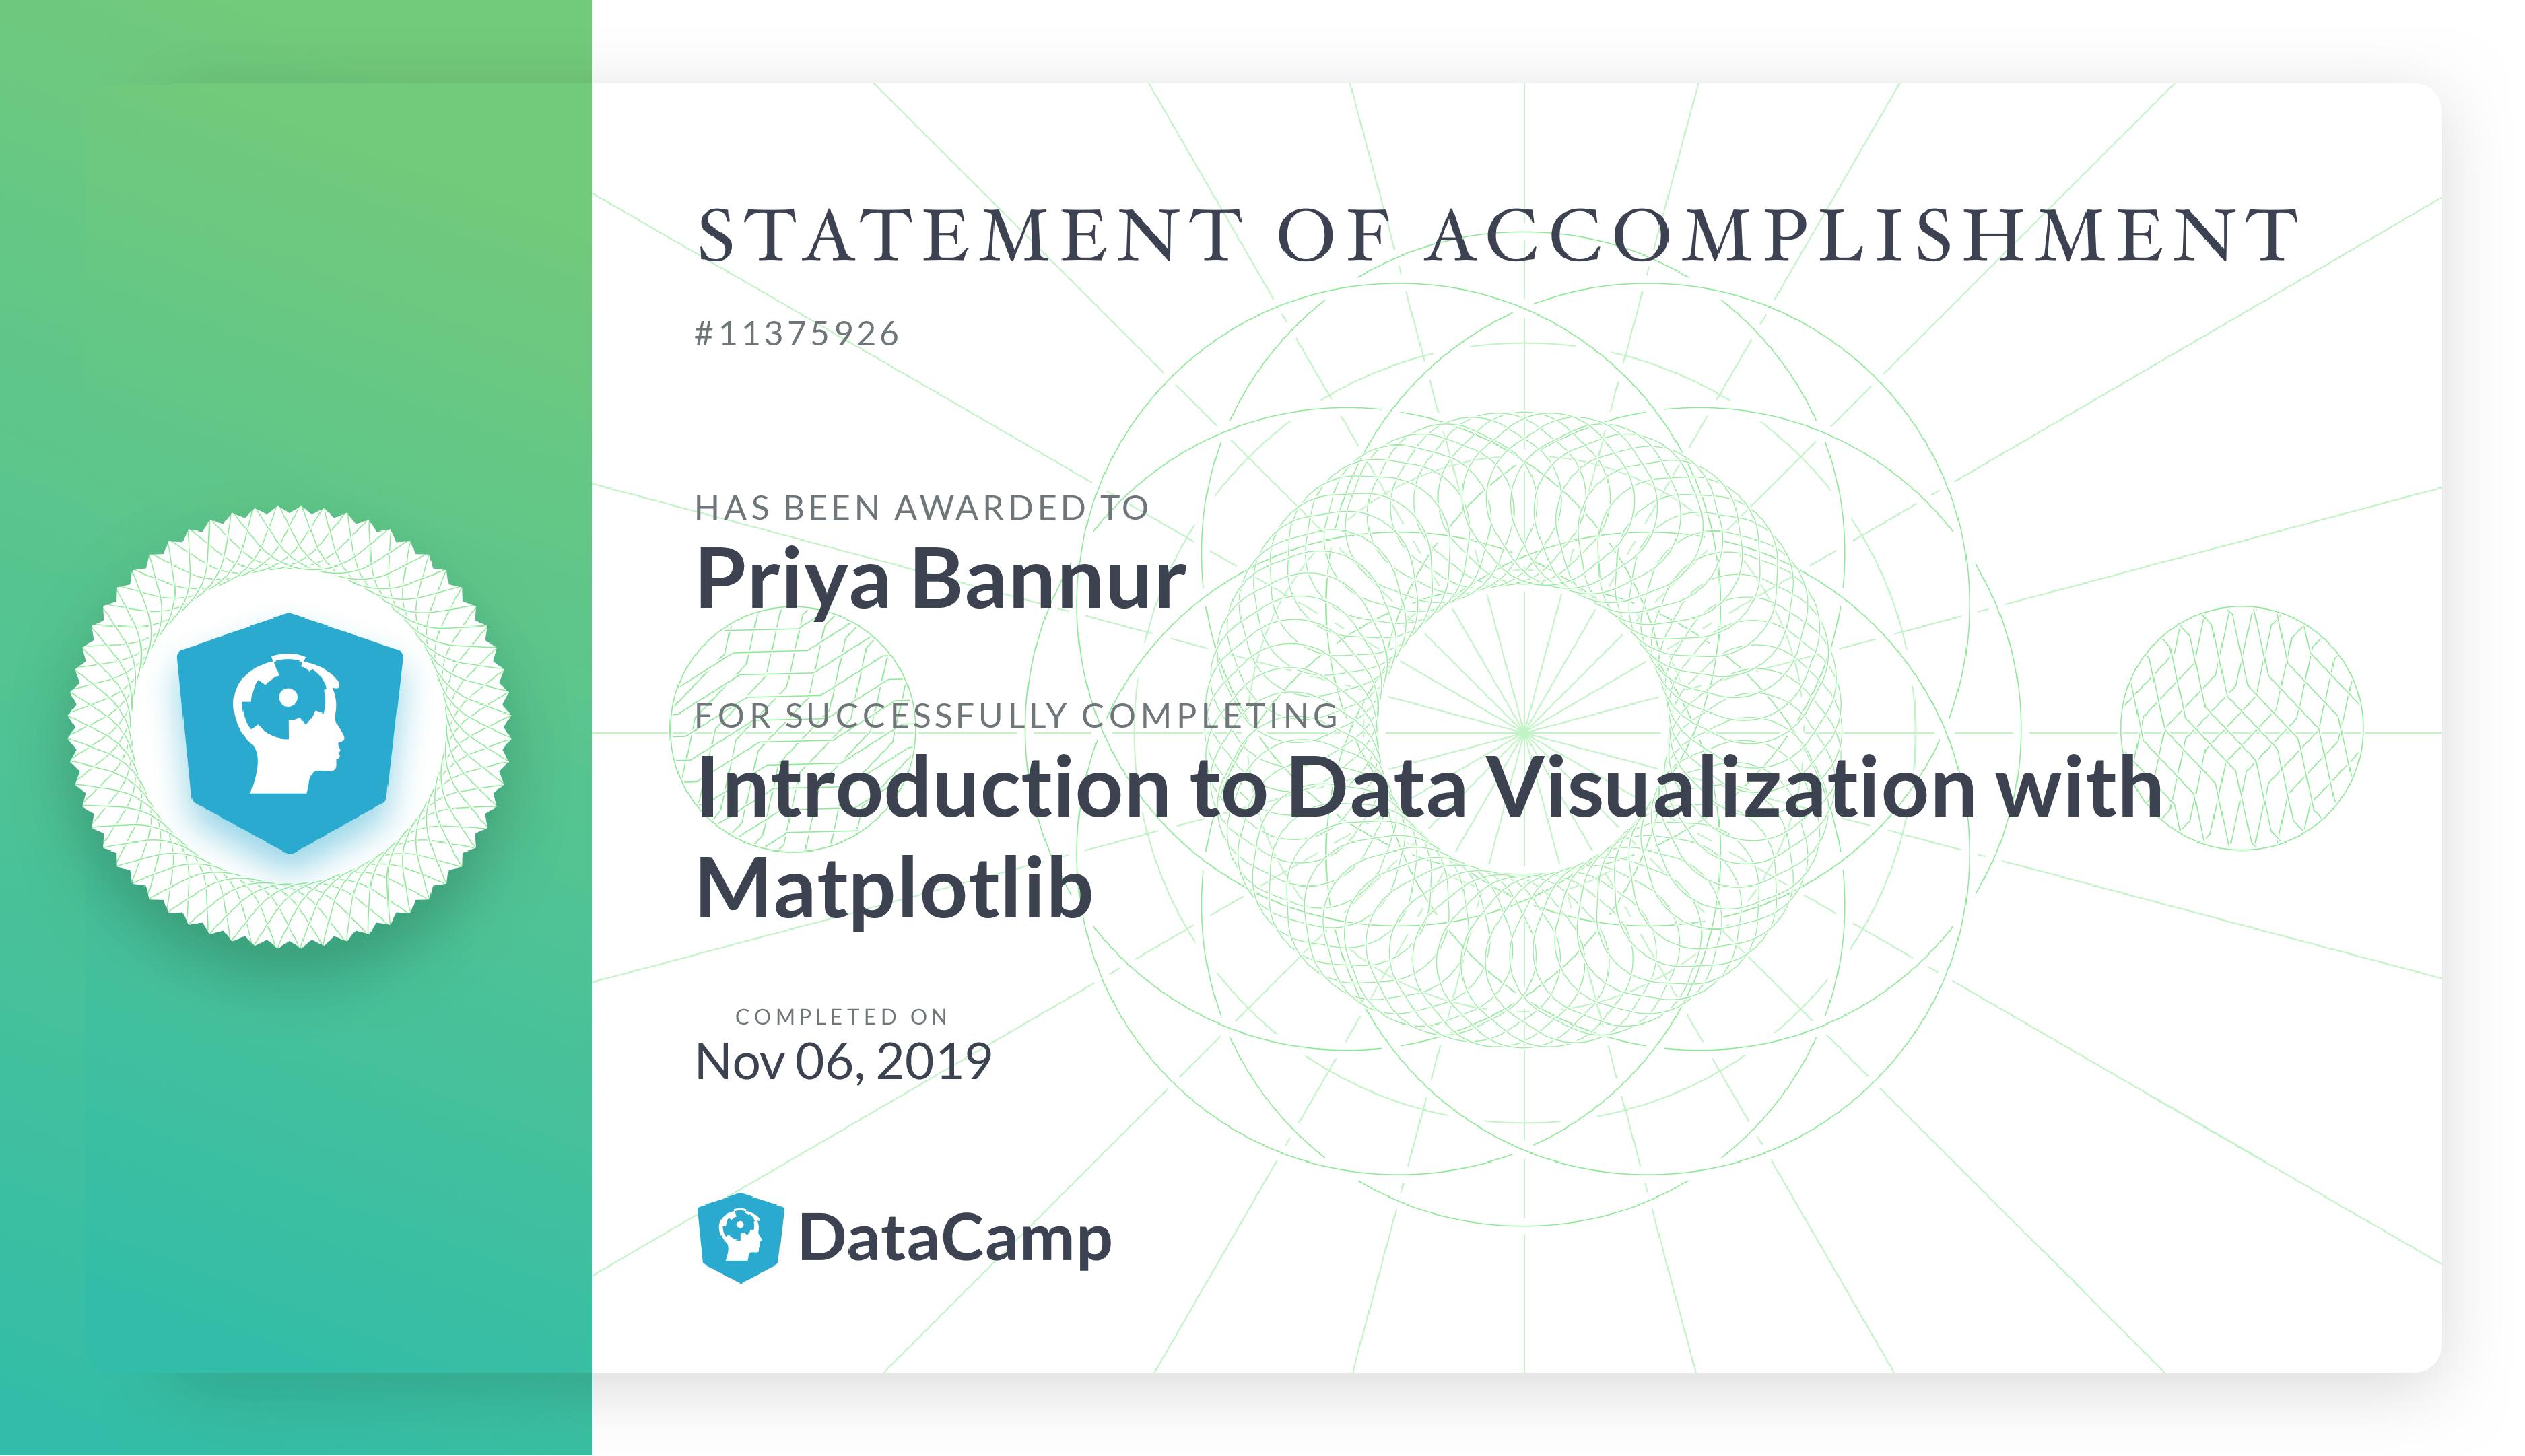 STATEMENT OF ACCOMPLISHMENT
#11375926
HAS BEEN AWARDED TO
Priya Bannur
FOR SUCCESSFULLY COMPLETING
Introduction to Data Visualization with
Matplotlib
COMPLETED ON
Nov 06, 2019
DataCamp